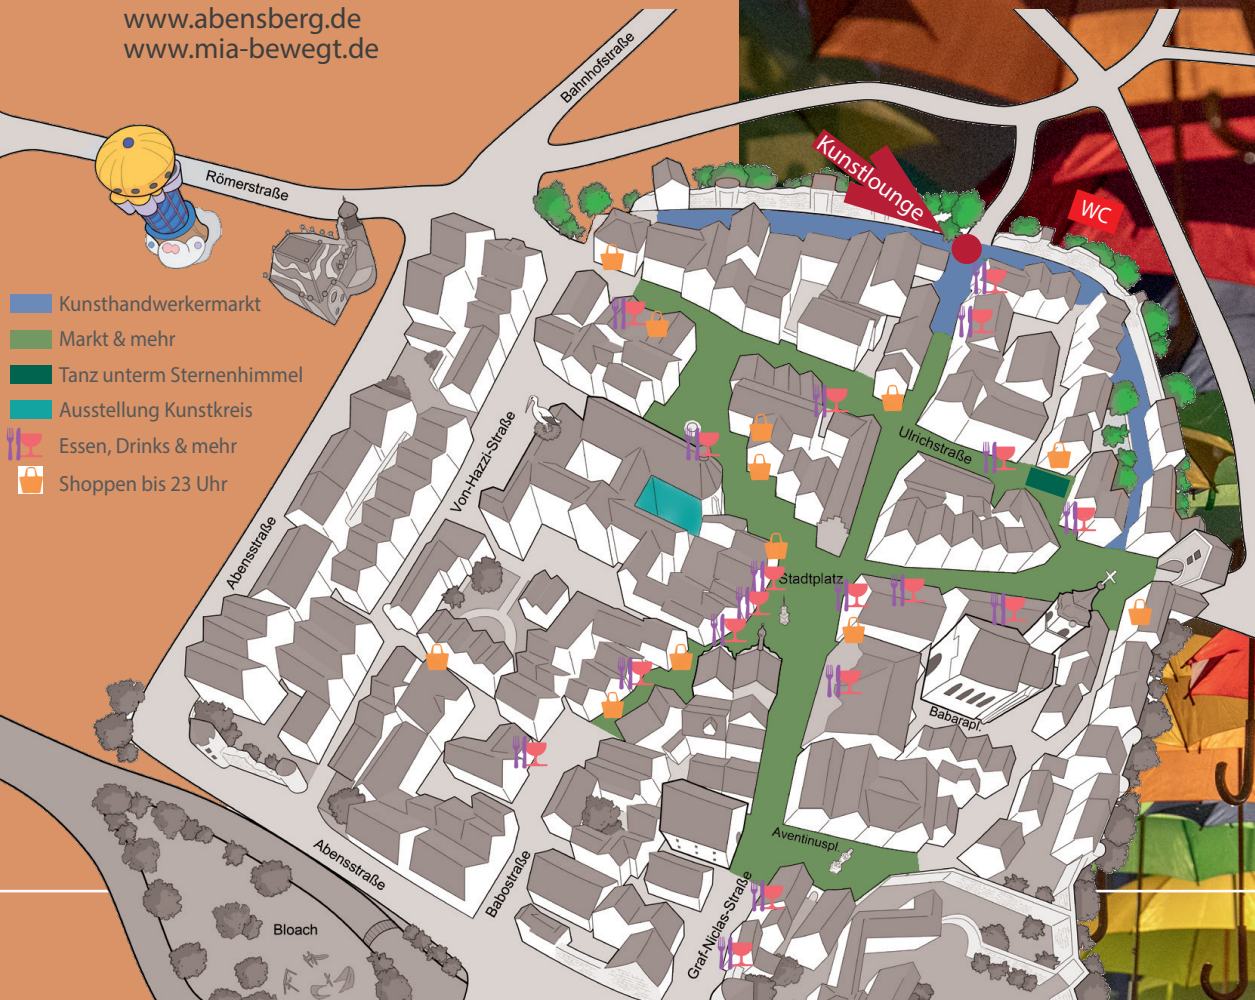 www.abensberg.de
www.mia-bewegt.de
Bahnhofstraße
Römerstraße
Kunstlounge
WC
Kunsthandwerkermarkt
Markt & mehr
Tanz unterm Sternenhimmel
Ausstellung Kunstkreis
Essen, Drinks & mehr
Shoppen bis 23 Uhr
Von-Hazzi-Straße
Ulrichstraße
Abensstraße
Stadtplatz
Babarapl.
Aventinuspl.
Abensstraße
Babostraße
Graf-Niclas-Straße
Bloach